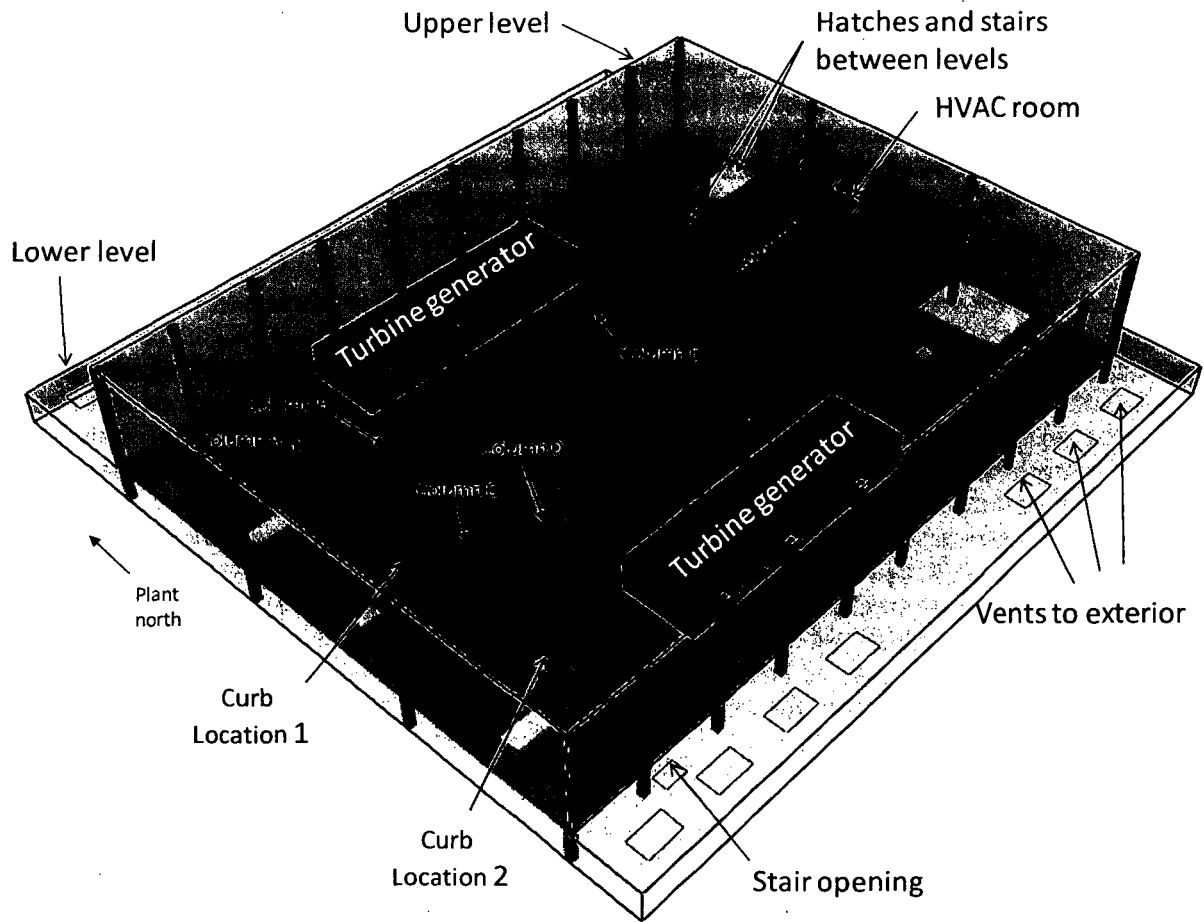 Upper level
Hatches and stairs
between levels
HVAC room
Lower level
Turbine generator
Turbine generator
Plant
north
Vents to exterior
Curb
Location 1
Curb
Location 2
Stair opening